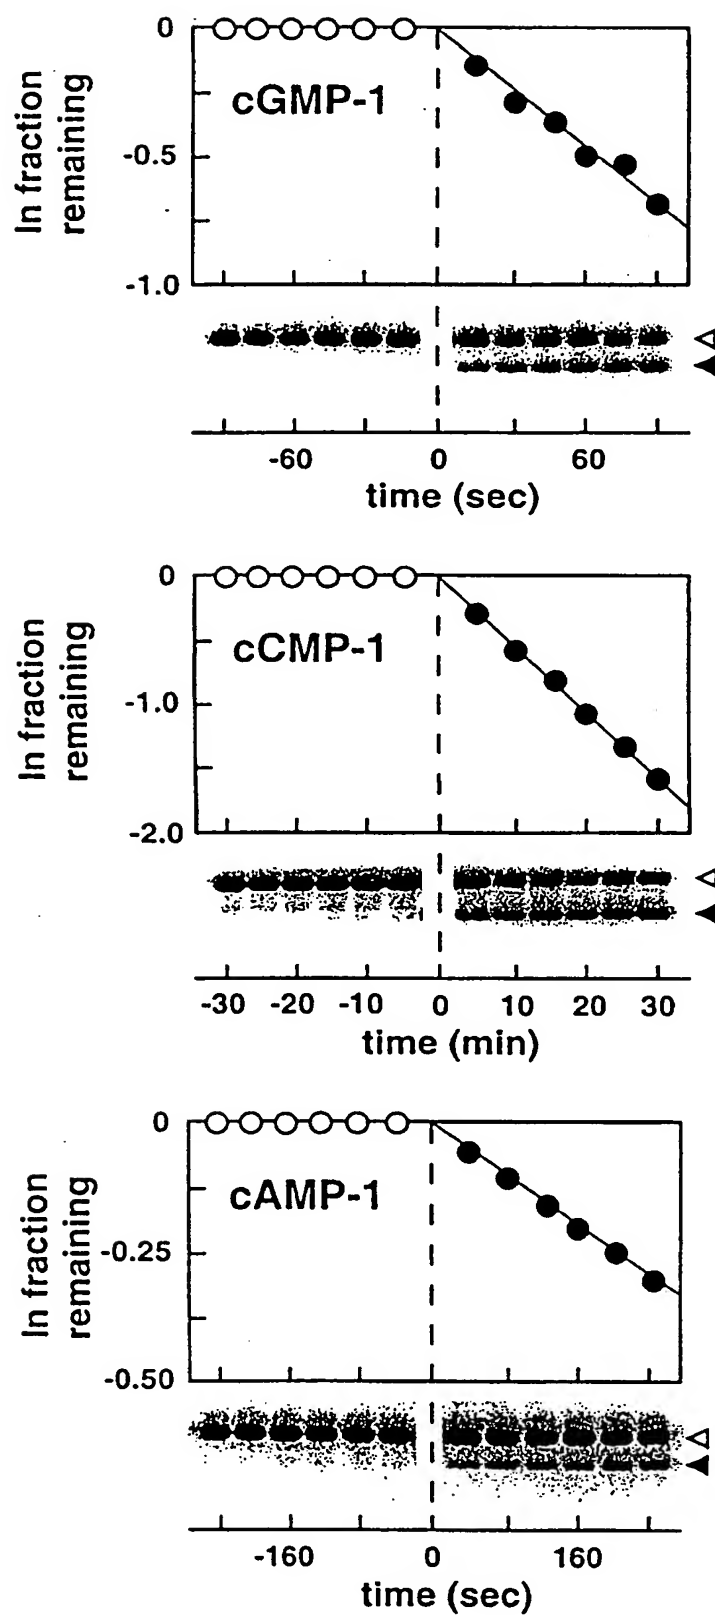 0
cGMP-1
-0.5
-1.0
ln fraction
remaining
-60 0 60
time (sec)
0
cCMP-1
-1.0
-2.0
ln fraction
remaining
-30 -20 -10 0 10 20 30
time (min)
0
cAMP-1
-0.25
-0.50
ln fraction
remaining
-160 0 160
time (sec)